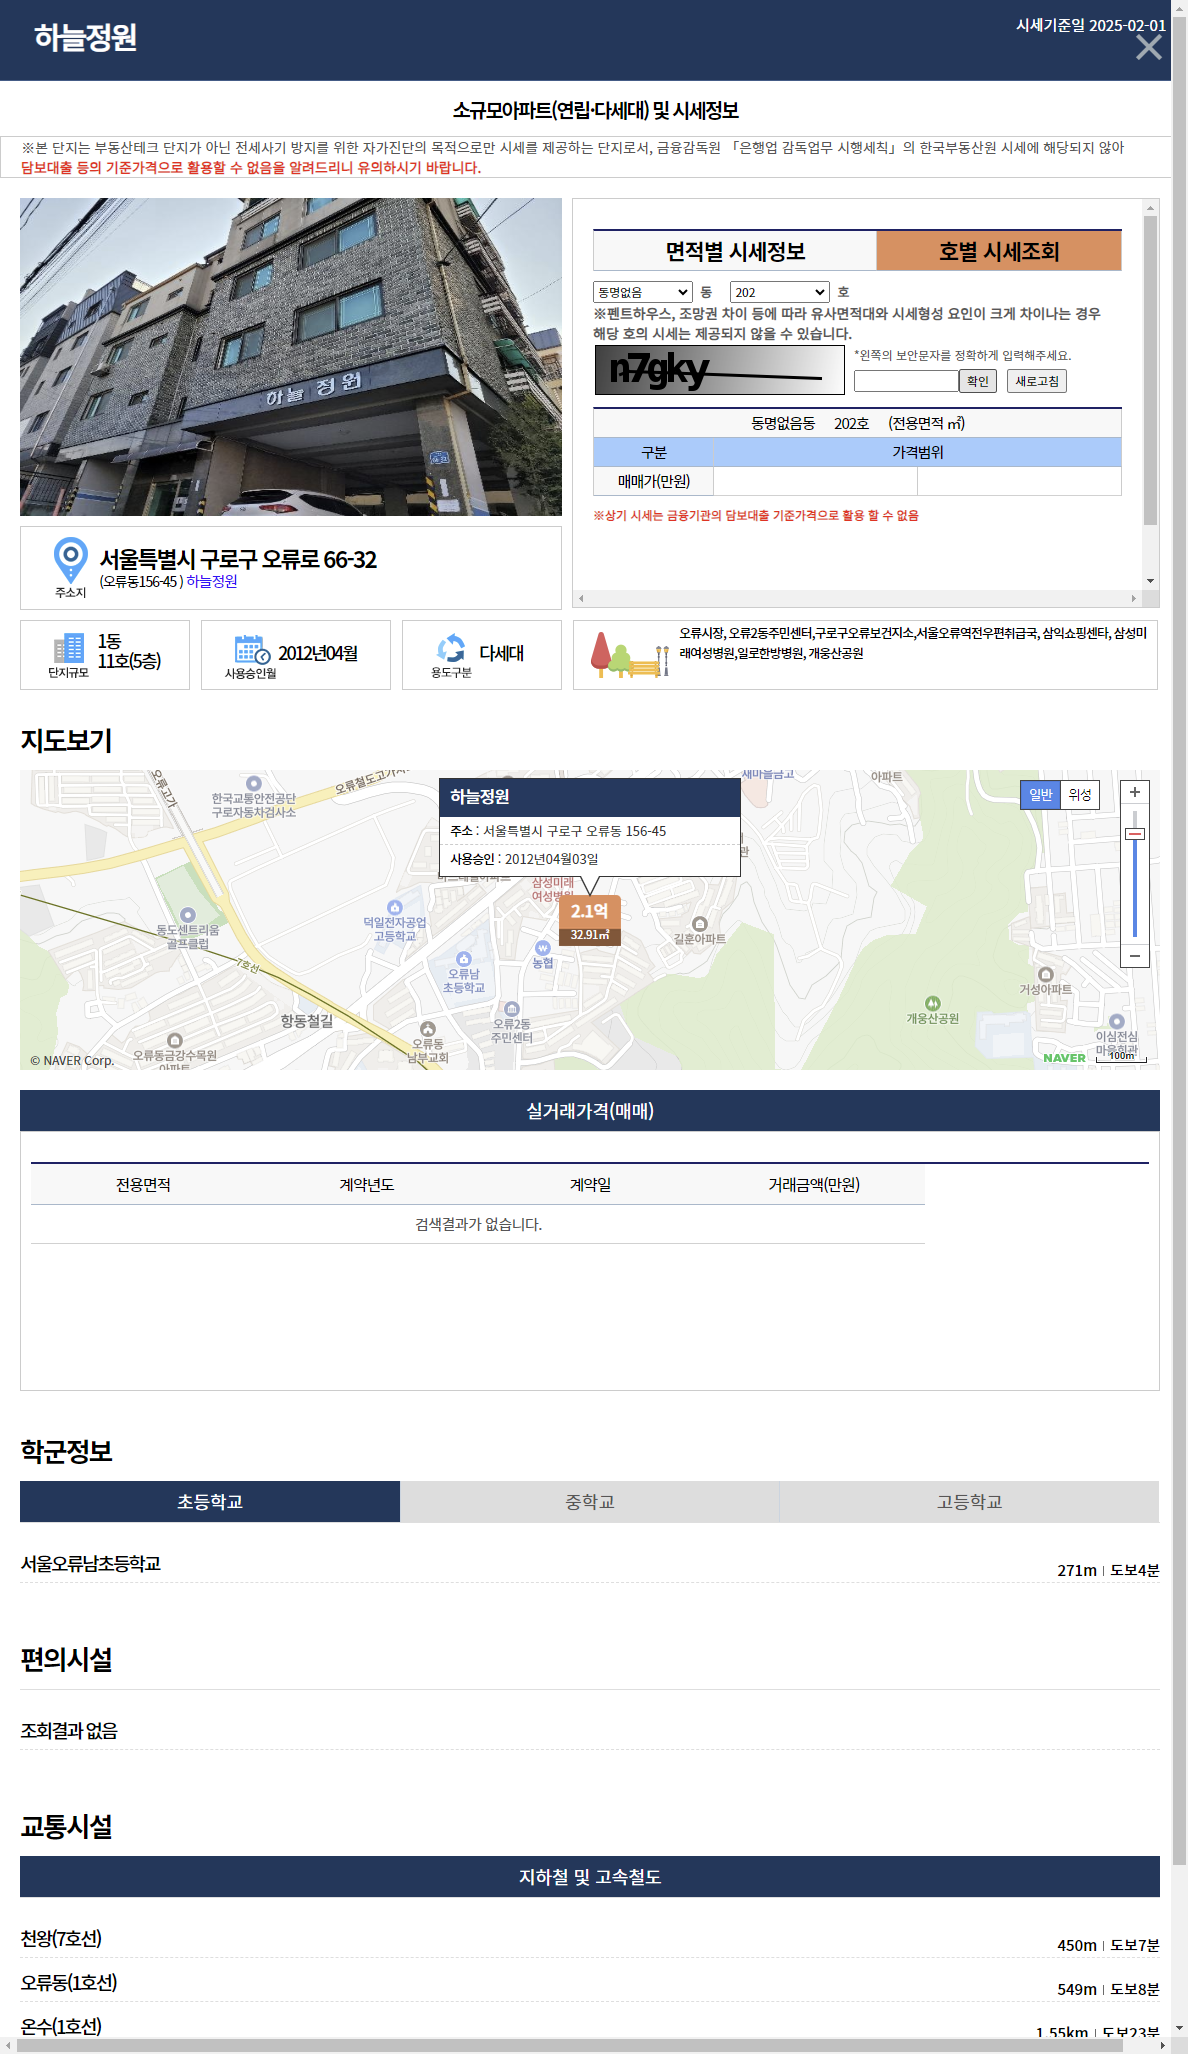 하늘정원
시세기준일 2025-02-01
소규모아파트(연립·다세대) 및 시세정보
※본 단지는 부동산테크 단지가 아닌 전세사기 방지를 위한 자가진단의 목적으로만 시세를 제공하는 단지로서, 금융감독원 「은행업 감독업무 시행세칙」의 한국부동산원 시세에 해당되지 않아
담보대출 등의 기준가격으로 활용할 수 없음을 알려드리니 유의하시기 바랍니다.
하늘 정원
면적별 시세정보
호별 시세조회
동명없음 동 202 호
※펜트하우스, 조망권 차이 등에 따라 유사면적대와 시세형성 요인이 크게 차이나는 경우
해당 호의 시세는 제공되지 않을 수 있습니다.
n7gky
*왼쪽의 보안문자를 정확하게 입력해주세요.
확인 새로고침
동명없음동 202호 (전용면적 ㎡)
구분 가격범위
매매가(만원)
※상기 시세는 금융기관의 담보대출 기준가격으로 활용 할 수 없음
주소지
서울특별시 구로구 오류로 66-32
(오류동156-45 ) 하늘정원
단지규모
1동
11호(5층)
사용승인월
2012년04월
용도구분
다세대
오류시장, 오류2동주민센터,구로구오류보건지소,서울오류역전우편취급국, 삼익쇼핑센타, 삼성미
래여성병원,일로한방병원, 개웅산공원
지도보기
오류고가
한국교통안전공단
구로자동차검사소
오류철도고가
새마을금고
아파트
하늘정원
주소 : 서울특별시 구로구 오류동 156-45
사용승인 : 2012년04월03일
일반 위성
관
삼성미래
여성병원
2.1억
32.91㎡
동도센트리움
골프클럽
덕일전자공업
고등학교
길훈아파트
농협
7호선
오류남
초등학교
거성아파트
항동철길
오류2동
주민센터
개웅산공원
오류동
남부교회
이심전심
마을회관
오류동금강수목원
아파트
© NAVER Corp.
NAVER
100m
실거래가격(매매)
전용면적 계약년도 계약일 거래금액(만원)
검색결과가 없습니다.
학군정보
초등학교 중학교 고등학교
서울오류남초등학교
271m | 도보4분
편의시설
조회결과 없음
교통시설
지하철 및 고속철도
천왕(7호선)
450m | 도보7분
오류동(1호선)
549m | 도보8분
온수(1호선)
1.55km | 도보23분